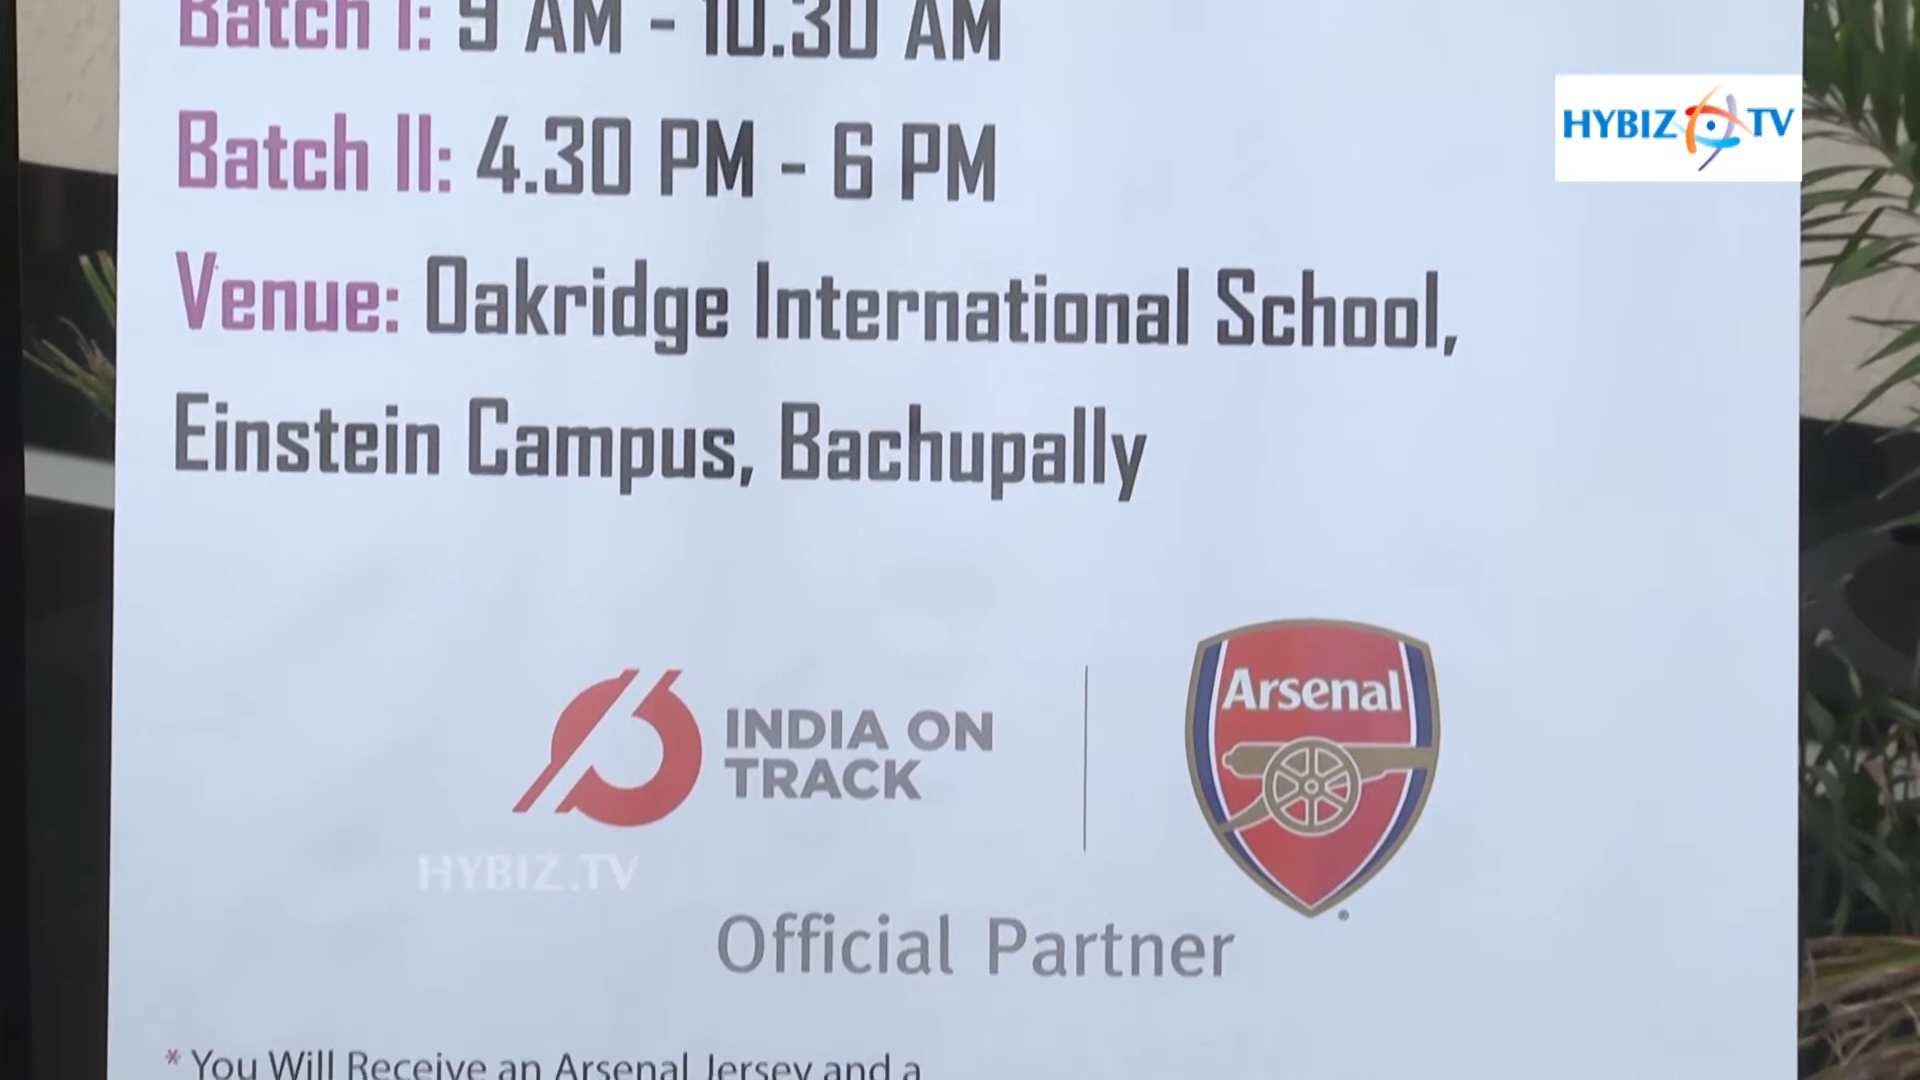 Batch I: 9 AM - 10.30 AM
HYBIZ TV
Batch II: 4.30 PM - 6 PM
Venue: Oakridge International School,
Einstein Campus, Bachupally
INDIA ON
TRACK
Arsenal
HYBIZ.TV
Official Partner
* You Will Receive an Arsenal Jersey and a